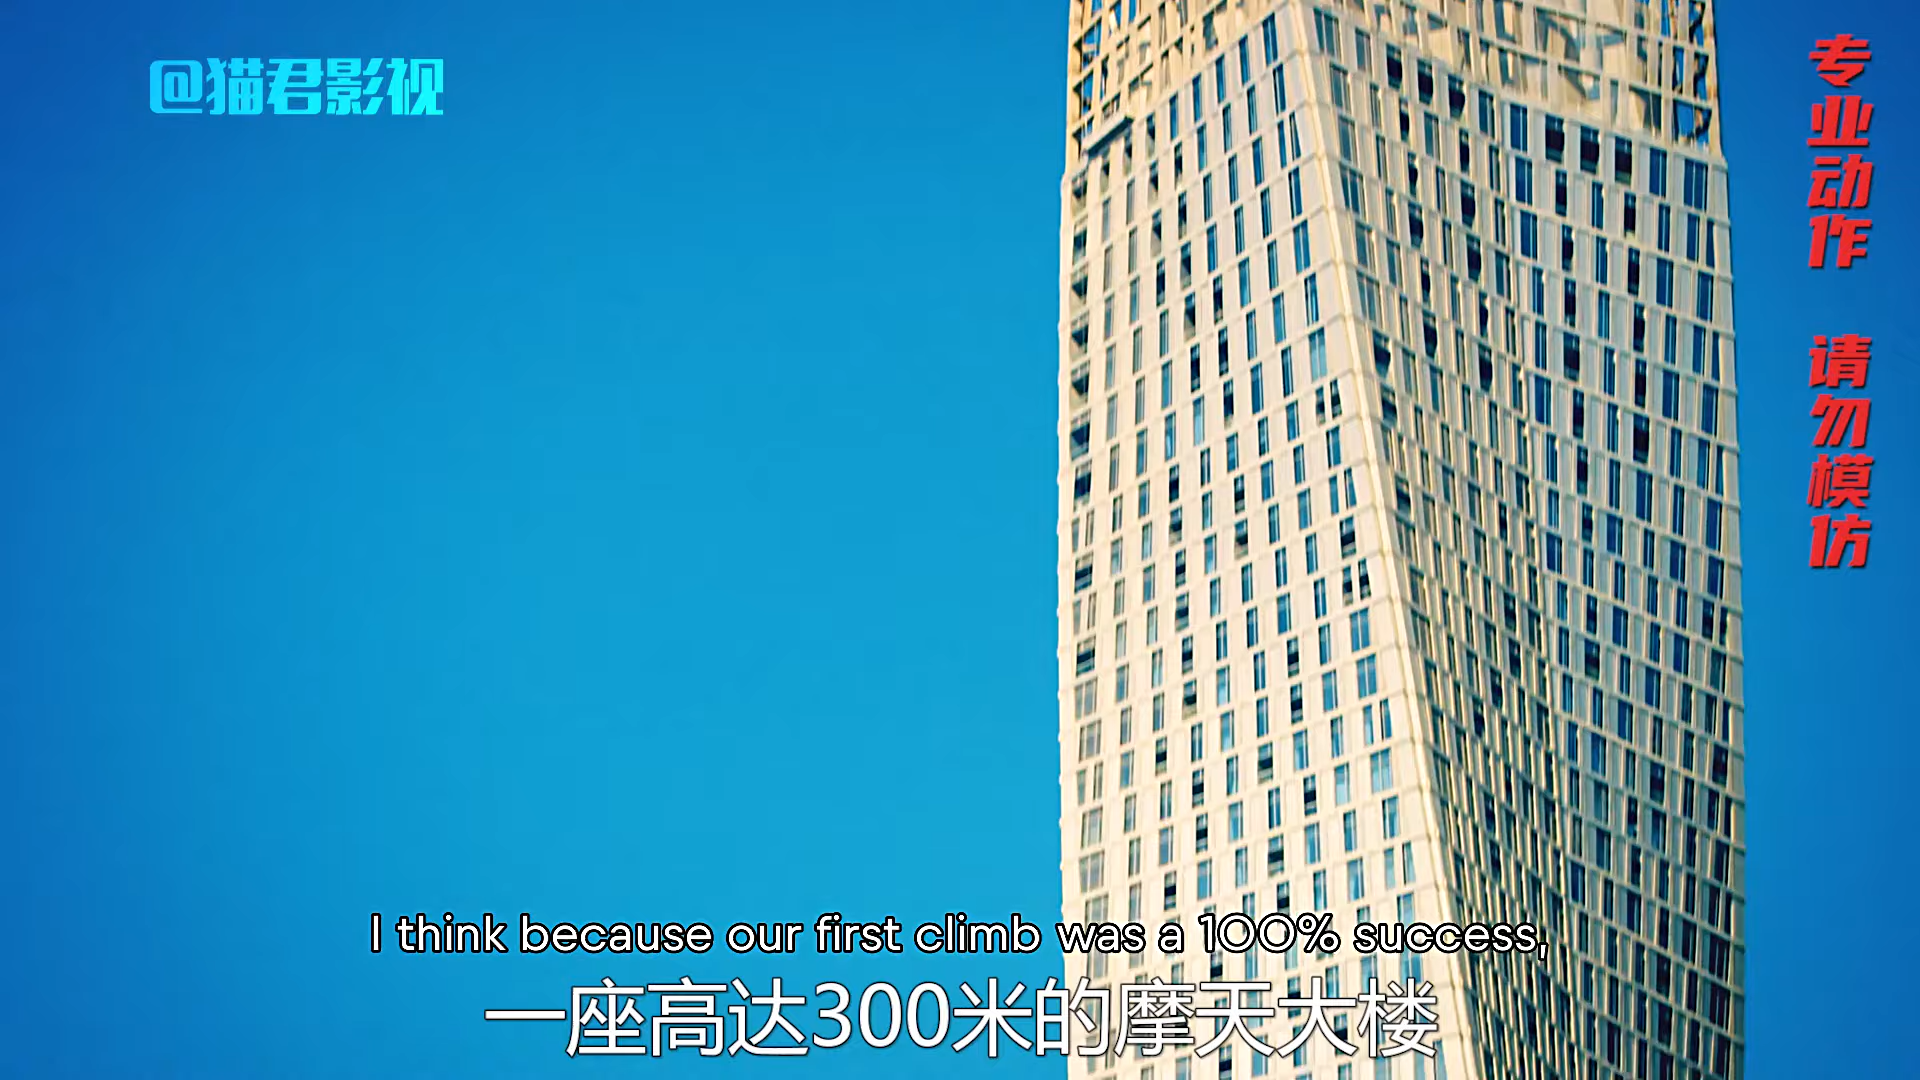 @猫君影视
专业动作 请勿模仿
I think because our first climb was a 100% success,
一座高达300米的摩天大楼